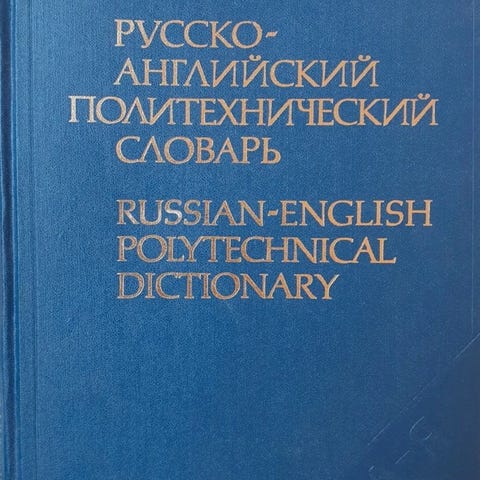 РУССКО-
АНГЛИЙСКИЙ
ПОЛИТЕХНИЧЕСКИЙ
СЛОВАРЬ
RUSSIAN-ENGLISH
POLYTECHNICAL
DICTIONARY